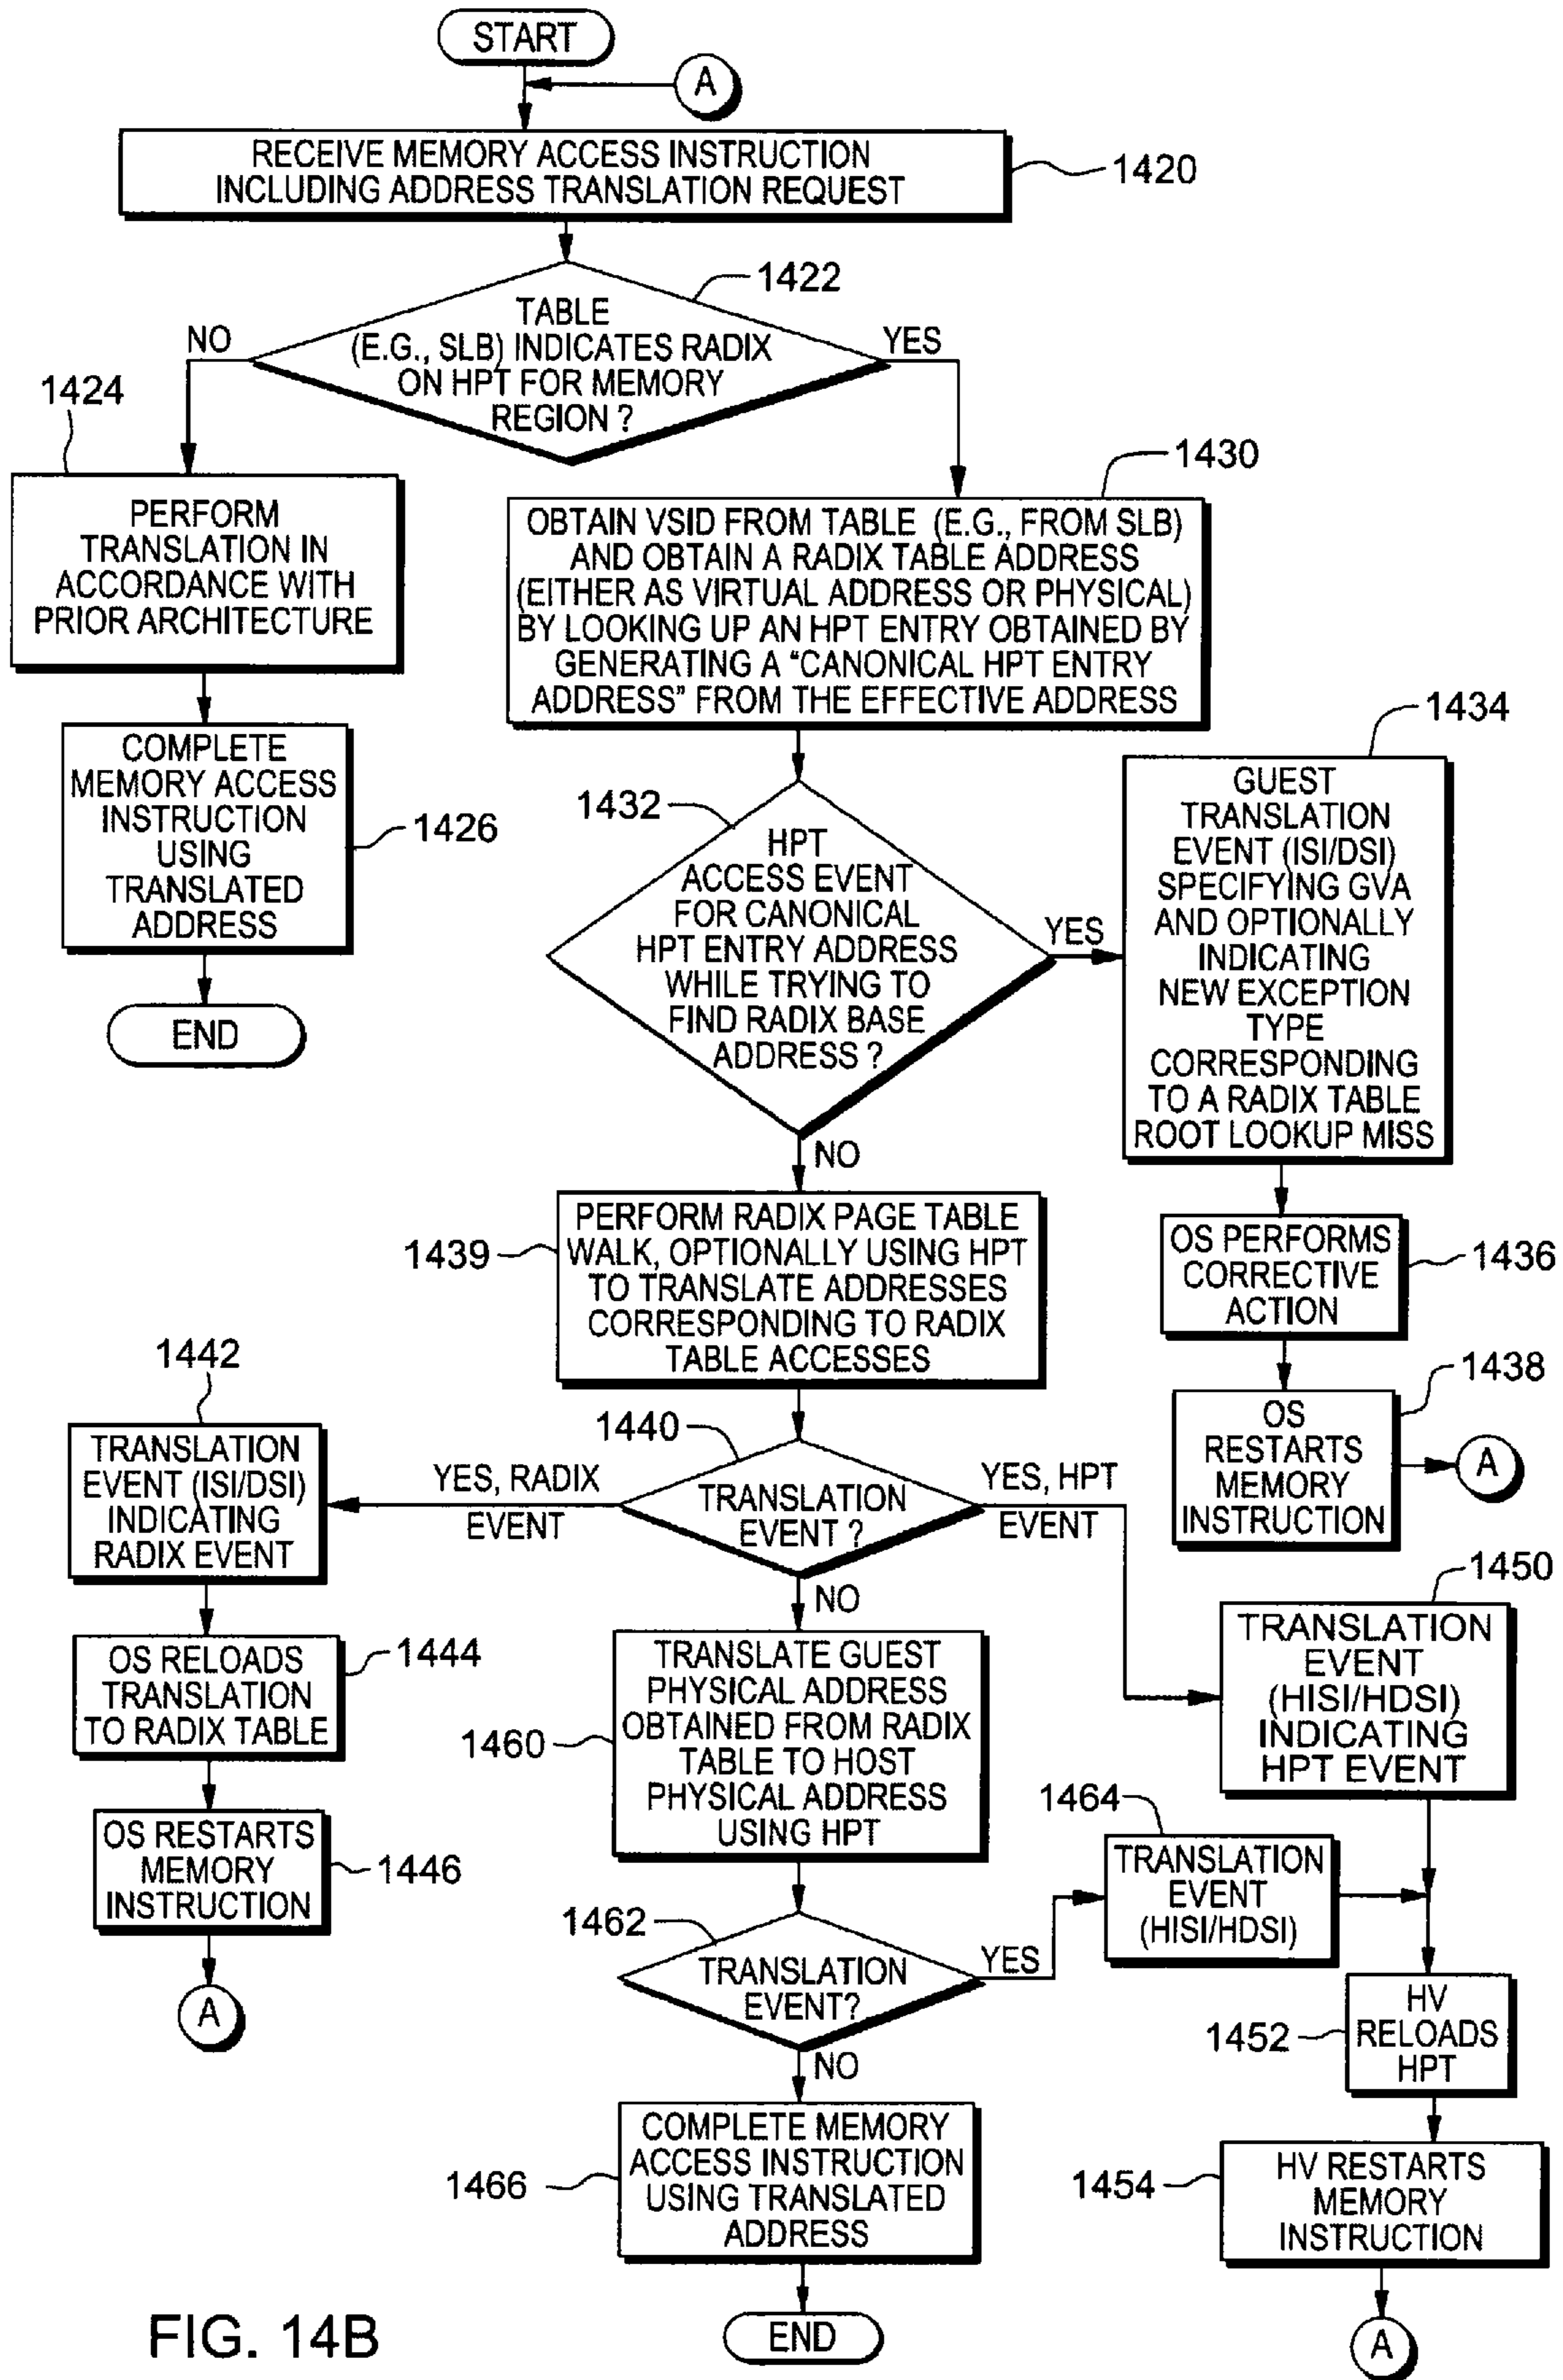 START
A
RECEIVE MEMORY ACCESS INSTRUCTION
INCLUDING ADDRESS TRANSLATION REQUEST
1420
1422
TABLE
(E.G., SLB) INDICATES RADIX
ON HPT FOR MEMORY
REGION ?
NO
YES
1424
PERFORM
TRANSLATION IN
ACCORDANCE WITH
PRIOR ARCHITECTURE
1430
OBTAIN VSID FROM TABLE (E.G., FROM SLB)
AND OBTAIN A RADIX TABLE ADDRESS
(EITHER AS VIRTUAL ADDRESS OR PHYSICAL)
BY LOOKING UP AN HPT ENTRY OBTAINED BY
GENERATING A "CANONICAL HPT ENTRY
ADDRESS" FROM THE EFFECTIVE ADDRESS
COMPLETE
MEMORY ACCESS
INSTRUCTION
USING
TRANSLATED
ADDRESS
1426
END
1432
HPT
ACCESS EVENT
FOR CANONICAL
HPT ENTRY ADDRESS
WHILE TRYING TO
FIND RADIX BASE
ADDRESS ?
YES
NO
1434
GUEST
TRANSLATION
EVENT (ISI/DSI)
SPECIFYING GVA
AND OPTIONALLY
INDICATING
NEW EXCEPTION
TYPE
CORRESPONDING
TO A RADIX TABLE
ROOT LOOKUP MISS
1439
PERFORM RADIX PAGE TABLE
WALK, OPTIONALLY USING HPT
TO TRANSLATE ADDRESSES
CORRESPONDING TO RADIX
TABLE ACCESSES
OS PERFORMS
CORRECTIVE
ACTION
1436
1438
OS
RESTARTS
MEMORY
INSTRUCTION
A
1440
TRANSLATION
EVENT ?
YES, RADIX
EVENT
YES, HPT
EVENT
NO
1442
TRANSLATION
EVENT (ISI/DSI)
INDICATING
RADIX EVENT
OS RELOADS
TRANSLATION
TO RADIX TABLE
1444
OS RESTARTS
MEMORY
INSTRUCTION
1446
A
1460
TRANSLATE GUEST
PHYSICAL ADDRESS
OBTAINED FROM RADIX
TABLE TO HOST
PHYSICAL ADDRESS
USING HPT
1450
TRANSLATION
EVENT
(HISI/HDSI)
INDICATING
HPT EVENT
1462
TRANSLATION
EVENT?
YES
NO
1464
TRANSLATION
EVENT
(HISI/HDSI)
1452
HV
RELOADS
HPT
1466
COMPLETE MEMORY
ACCESS INSTRUCTION
USING TRANSLATED
ADDRESS
END
1454
HV RESTARTS
MEMORY
INSTRUCTION
A
FIG. 14B